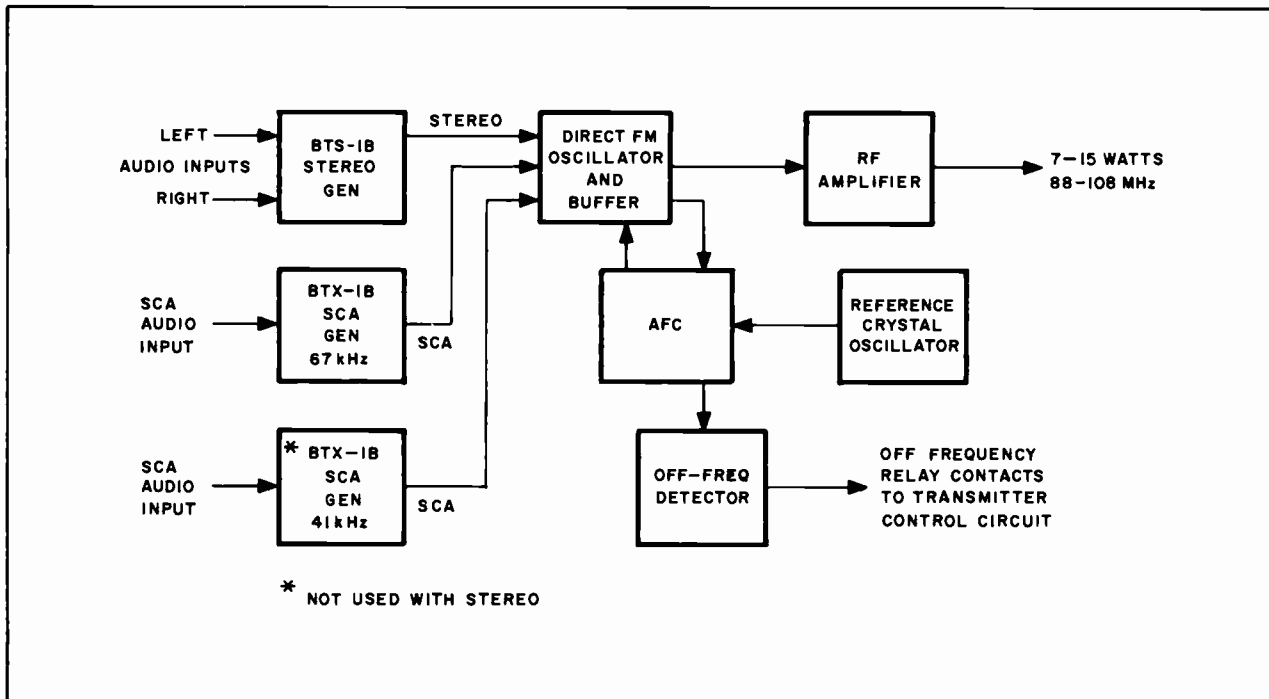 LEFT
AUDIO INPUTS
RIGHT
BTS-1B
STEREO
GEN
STEREO
DIRECT FM
OSCILLATOR
AND
BUFFER
RF
AMPLIFIER
7-15 WATTS
88-108 MHz
SCA
AUDIO
INPUT
BTX-1B
SCA
GEN
67 kHz
SCA
AFC
REFERENCE
CRYSTAL
OSCILLATOR
SCA
AUDIO
INPUT
* BTX-1B
SCA
GEN
41 kHz
SCA
OFF-FREQ
DETECTOR
OFF FREQUENCY
RELAY CONTACTS
TO TRANSMITTER
CONTROL CIRCUIT
* NOT USED WITH STEREO